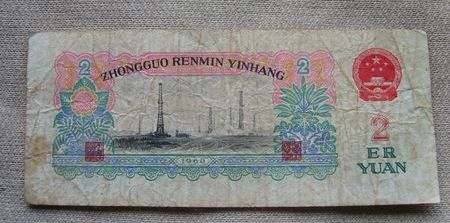 ZHONGGUO RENMIN YINHANG
2 2
2
ER
YUAN
1960